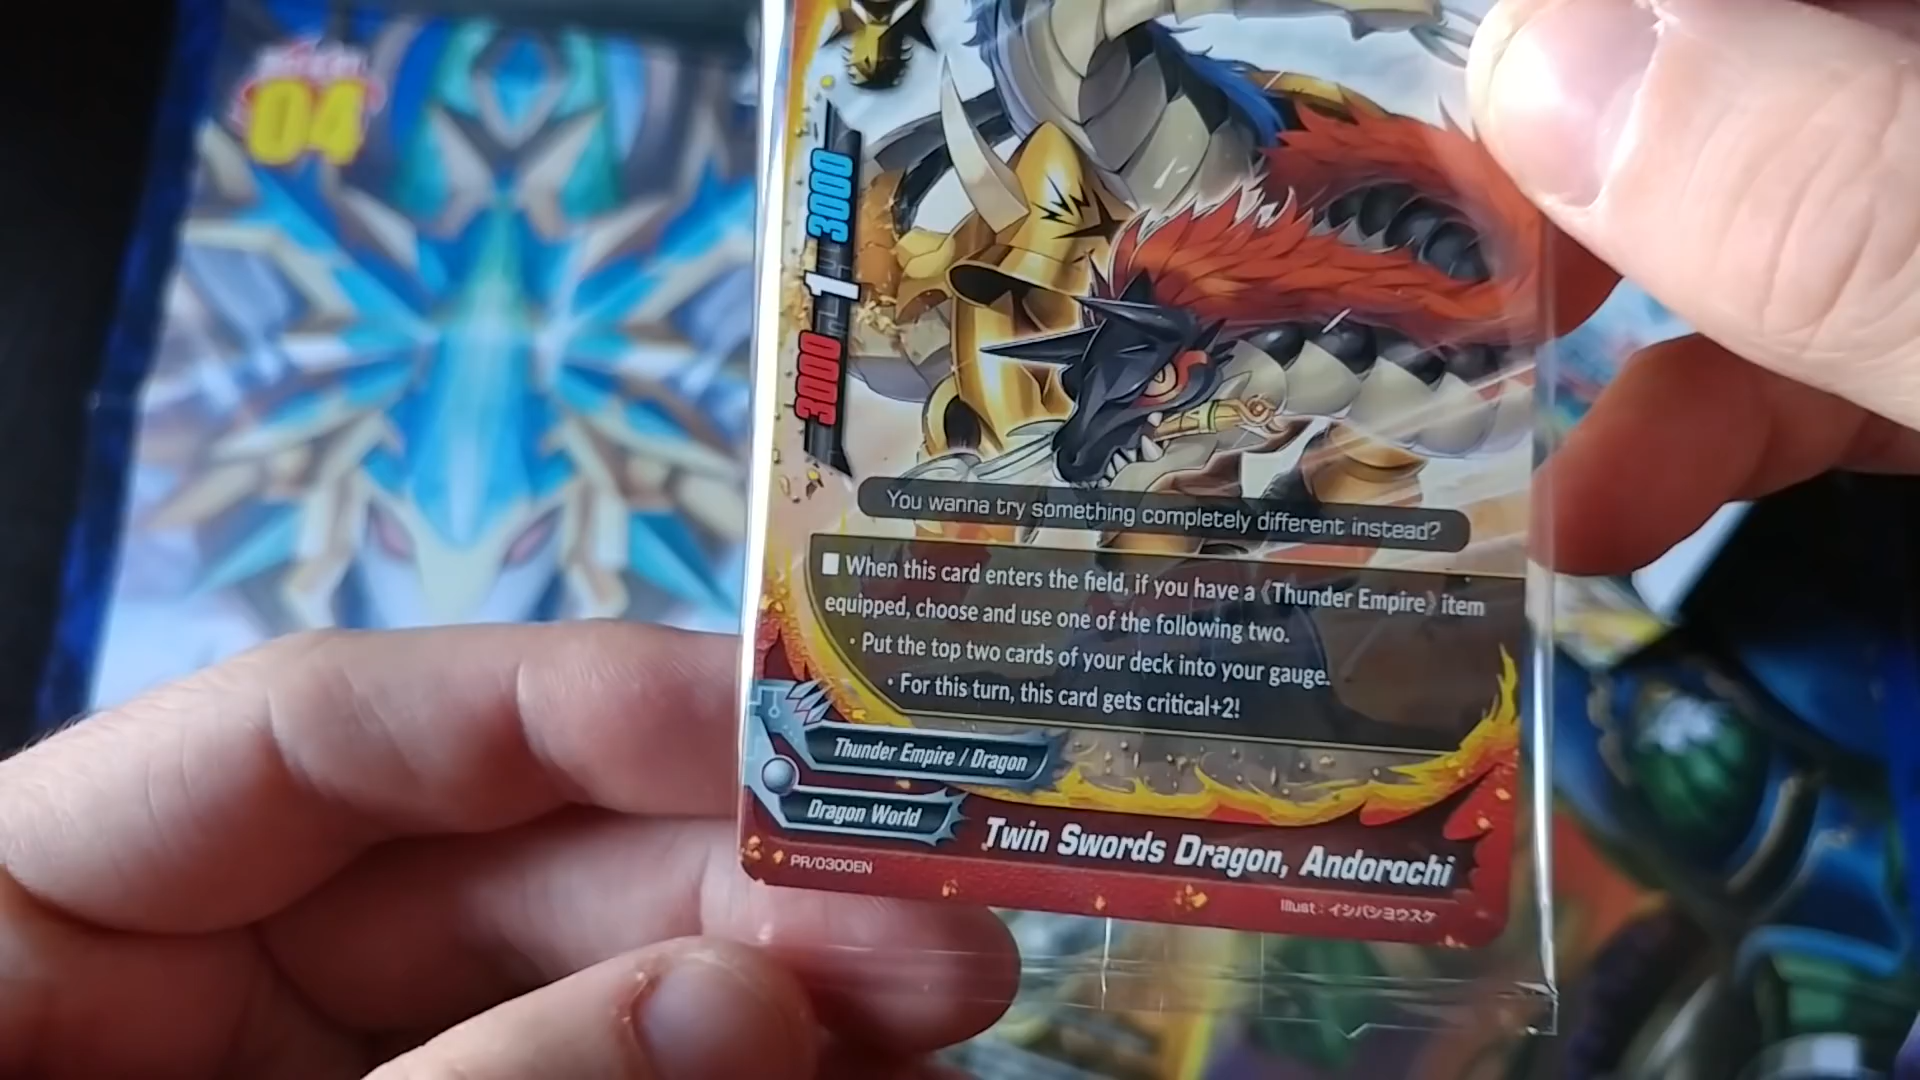 04
3000
1
3000
You wanna try something completely different instead?
■ When this card enters the field, if you have a《Thunder Empire》item
equipped, choose and use one of the following two.
・Put the top two cards of your deck into your gauge.
・For this turn, this card gets critical+2!
Thunder Empire / Dragon
Dragon World
Twin Swords Dragon, Andorochi
PR/0300EN
Illust：イシバシヨウスケ